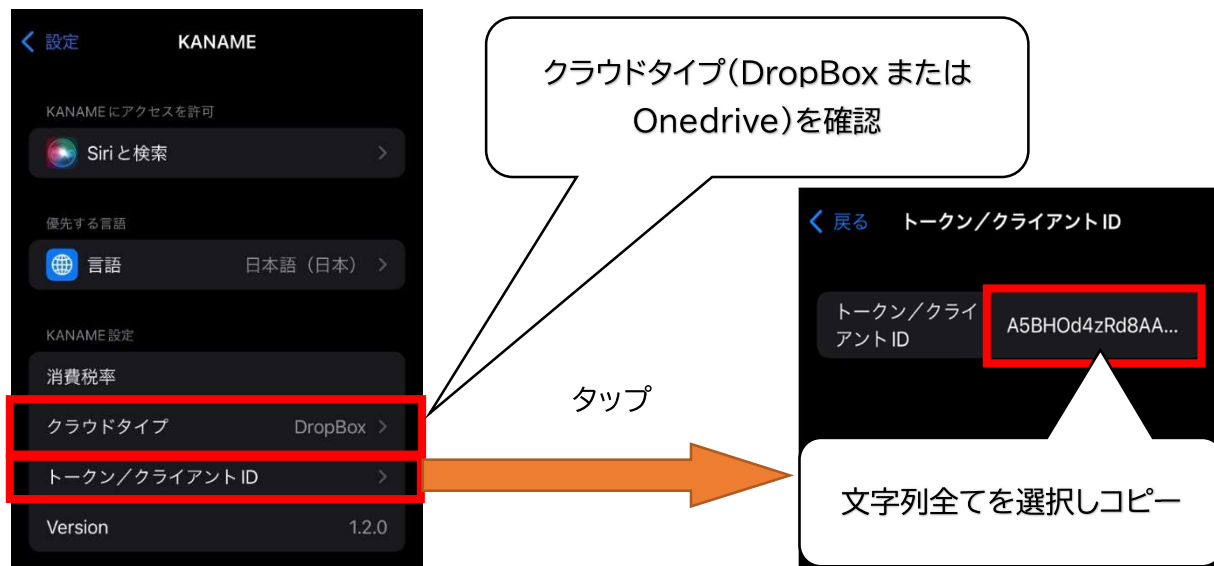 設定 KANAME
KANAMEにアクセスを許可
Siriと検索
優先する言語
言語 日本語（日本）
KANAME設定
消費税率
クラウドタイプ DropBox
トークン／クライアントID
Version 1.2.0
クラウドタイプ(DropBox または
Onedrive)を確認
タップ
戻る トークン／クライアントID
トークン／クライ
アントID
A5BHOd4zRd8AA...
文字列全てを選択しコピー